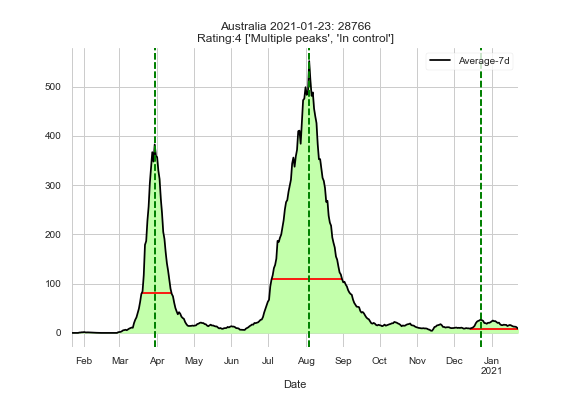 Australia 2021-01-23: 28766
Rating:4 ['Multiple peaks', 'In control']
Average-7d
500
400
300
200
100
0
Feb Mar Apr May Jun Jul Aug Sep Oct Nov Dec Jan
2021
Date